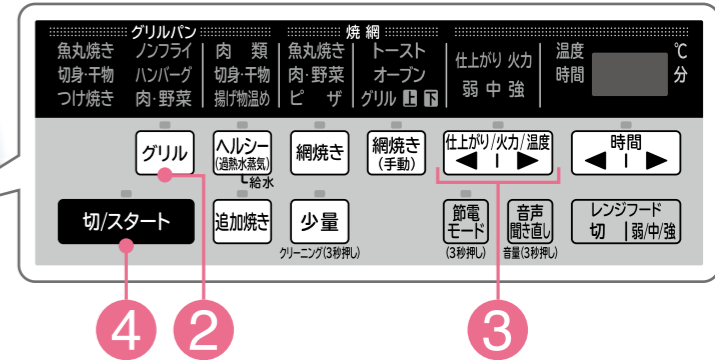 グリルパン
焼 網
魚丸焼き ノンフライ 肉 類 魚丸焼き トースト 仕上がり 火力 温度 ℃
切身·干物 ハンバーグ 切身·干物 肉·野菜 オーブン 弱 中 強 時間 分
つけ焼き 肉·野菜 揚げ物温め ピ ザ グリル 上 下
グリル
ヘルシー
(過熱水蒸気)
給水
網焼き
網焼き
(手動)
仕上がり/火力/温度
◀ | ▶
時間
◀ | ▶
切/スタート
追加焼き
少量
クリーニング(3秒押し)
節電
モード
(3秒押し)
音声
聞き直し
音量(3秒押し)
レンジフード
切 | 弱/中/強
4 2 3